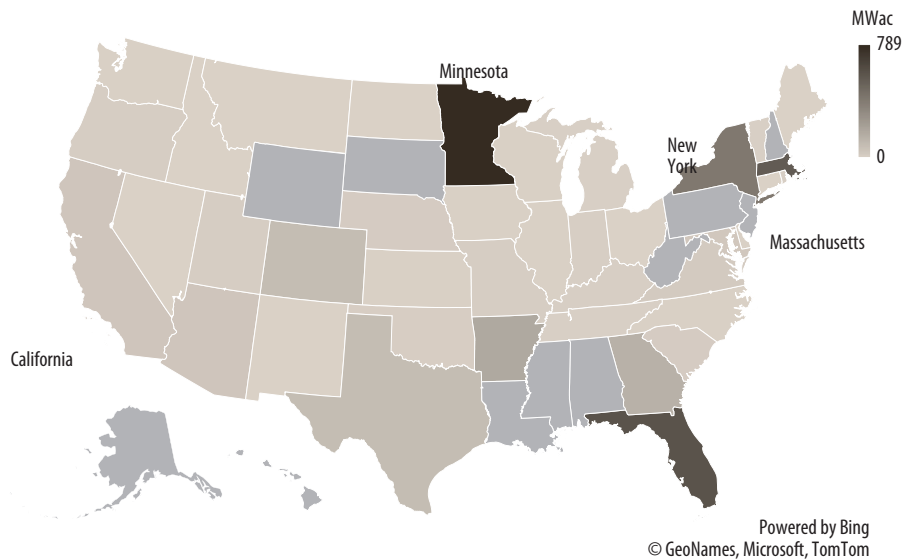 MWac
789
Minnesota
New
York
0
Massachusetts
California
Powered by Bing
© GeoNames, Microsoft, TomTom